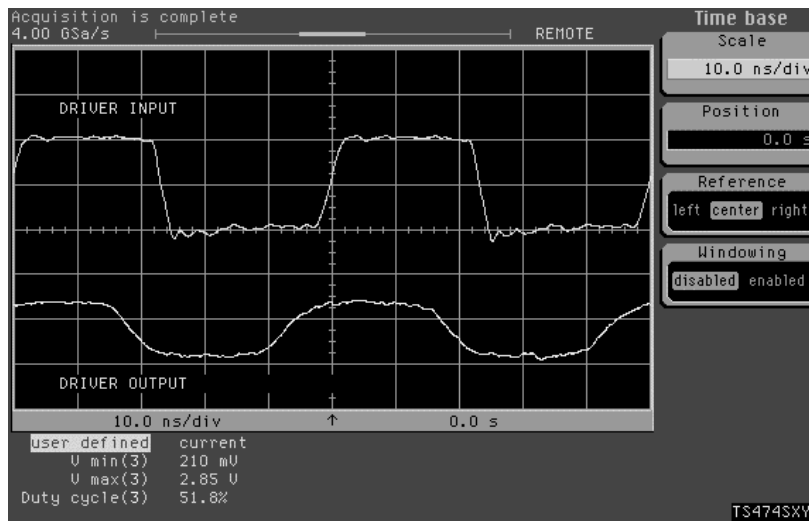 Acquisition is complete
4.00 GSa/s
REMOTE
DRIVER INPUT
DRIVER OUTPUT
10.0 ns/div ↑ 0.0 s
user defined current
V min(3) 210 mV
V max(3) 2.85 V
Duty cycle(3) 51.8%
Time base
Scale
10.0 ns/div
Position
0.0 s
Reference
left center right
Windowing
disabled enabled
TS474SXY